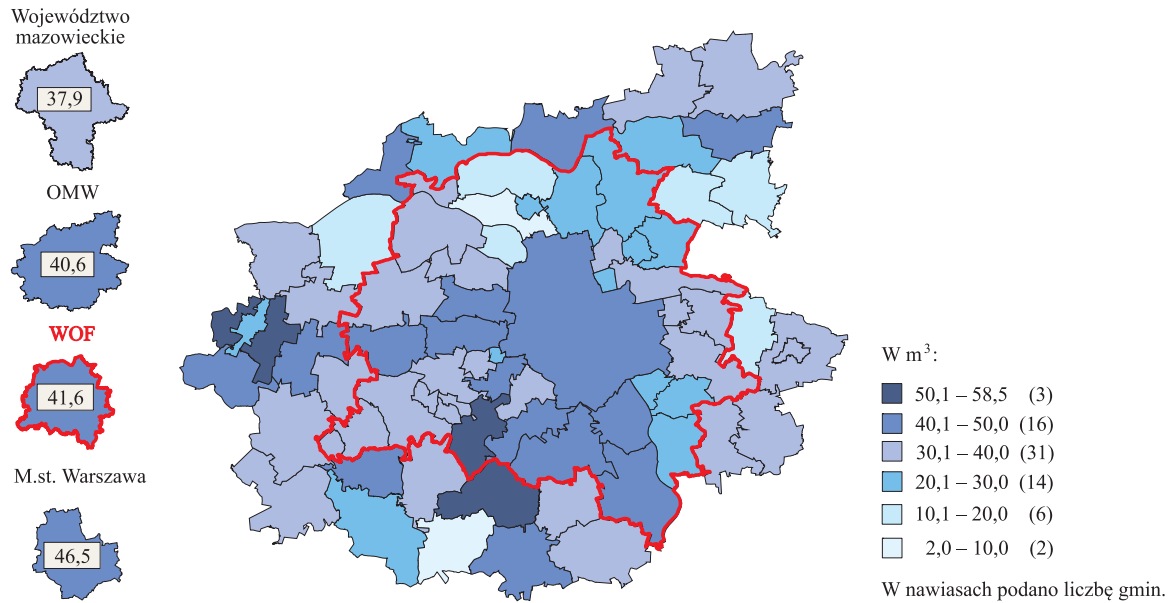 Województwo
mazowieckie
37,9
OMW
40,6
WOF
41,6
M.st. Warszawa
46,5
W m³:
50,1 – 58,5 (3)
40,1 – 50,0 (16)
30,1 – 40,0 (31)
20,1 – 30,0 (14)
10,1 – 20,0 (6)
2,0 – 10,0 (2)
W nawiasach podano liczbę gmin.